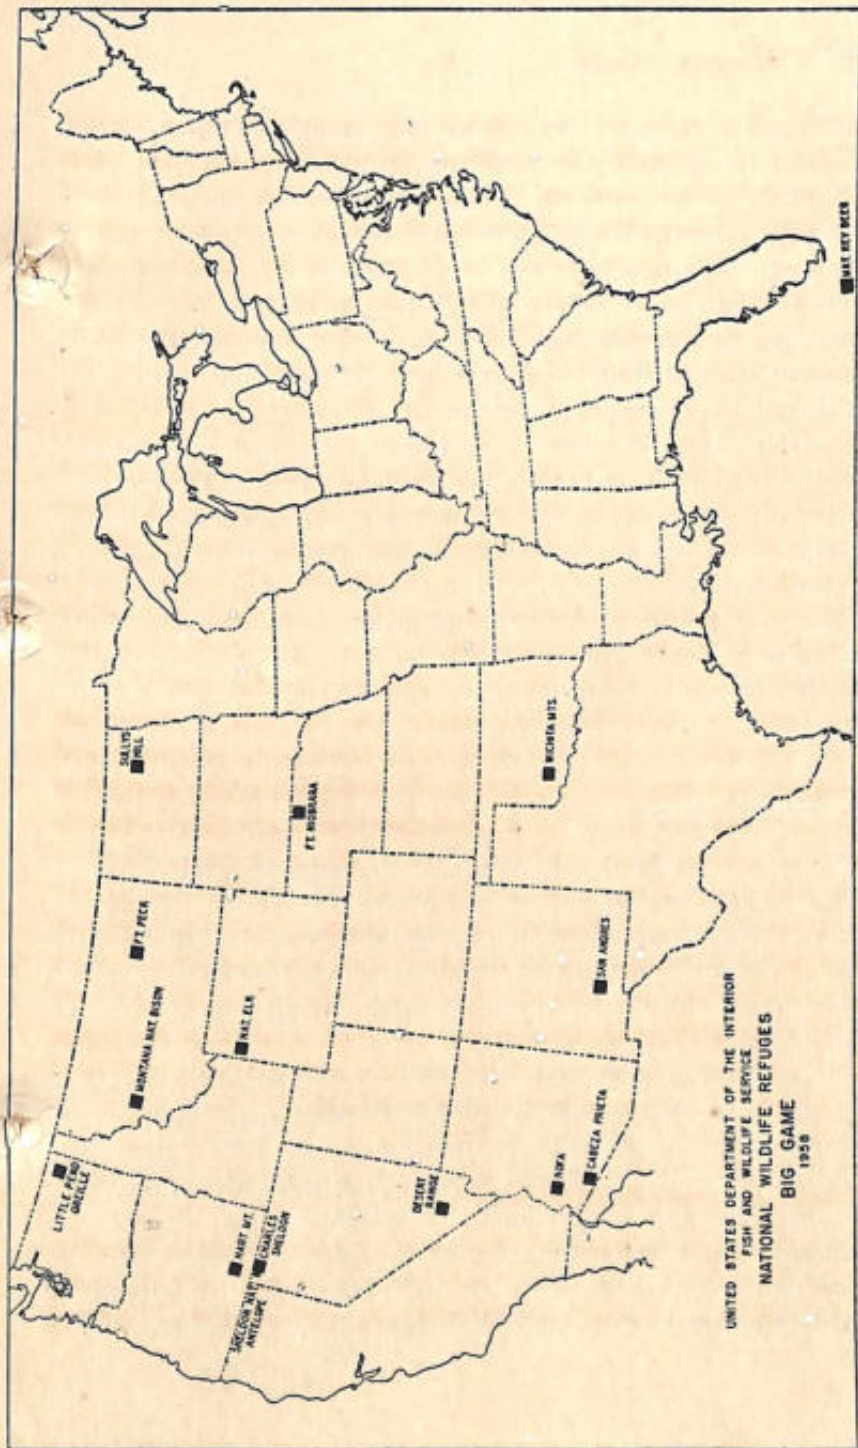 LITTLE PEND
OREILLE
MONTANA NAT. BISON
FT. PECK
SULLYS
HILL
HART MT.
CHARLES
SHELDON
SHELDON NAT.
ANTELOPE
NAT. ELK
FT. NIOBRARA
DESERT
RANGE
KOFA
CABEZA PRIETA
SAN ANDRES
WICHITA MTS.
NAT. KEY DEER
UNITED STATES DEPARTMENT OF THE INTERIOR
FISH AND WILDLIFE SERVICE
NATIONAL WILDLIFE REFUGES
BIG GAME
1958